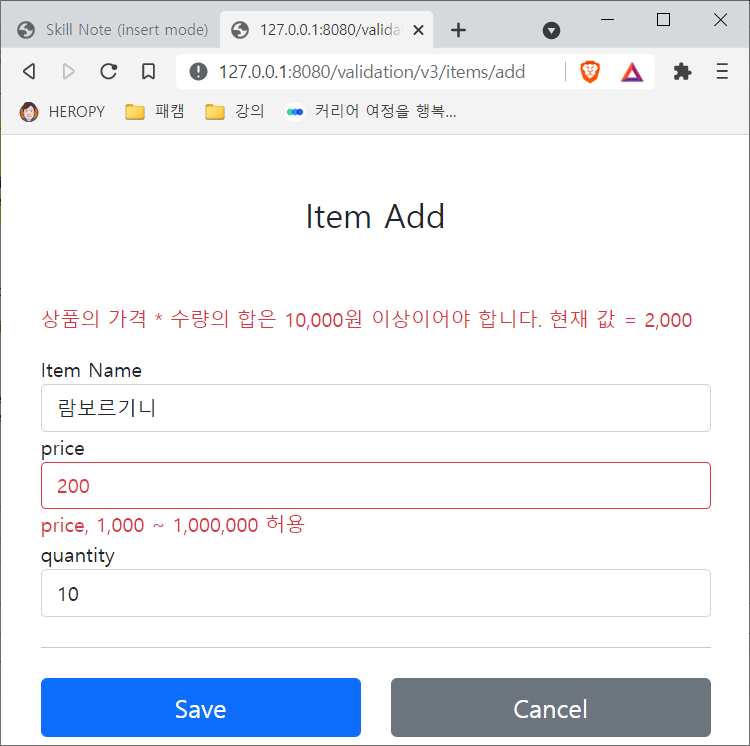 Skill Note (insert mode)
127.0.0.1:8080/valida
127.0.0.1:8080/validation/v3/items/add
HEROPY 패캠 강의 커리어 여정을 행복...
Item Add
상품의 가격 * 수량의 합은 10,000원 이상이어야 합니다. 현재 값 = 2,000
Item Name
람보르기니
price
200
price, 1,000 ~ 1,000,000 허용
quantity
10
Save Cancel